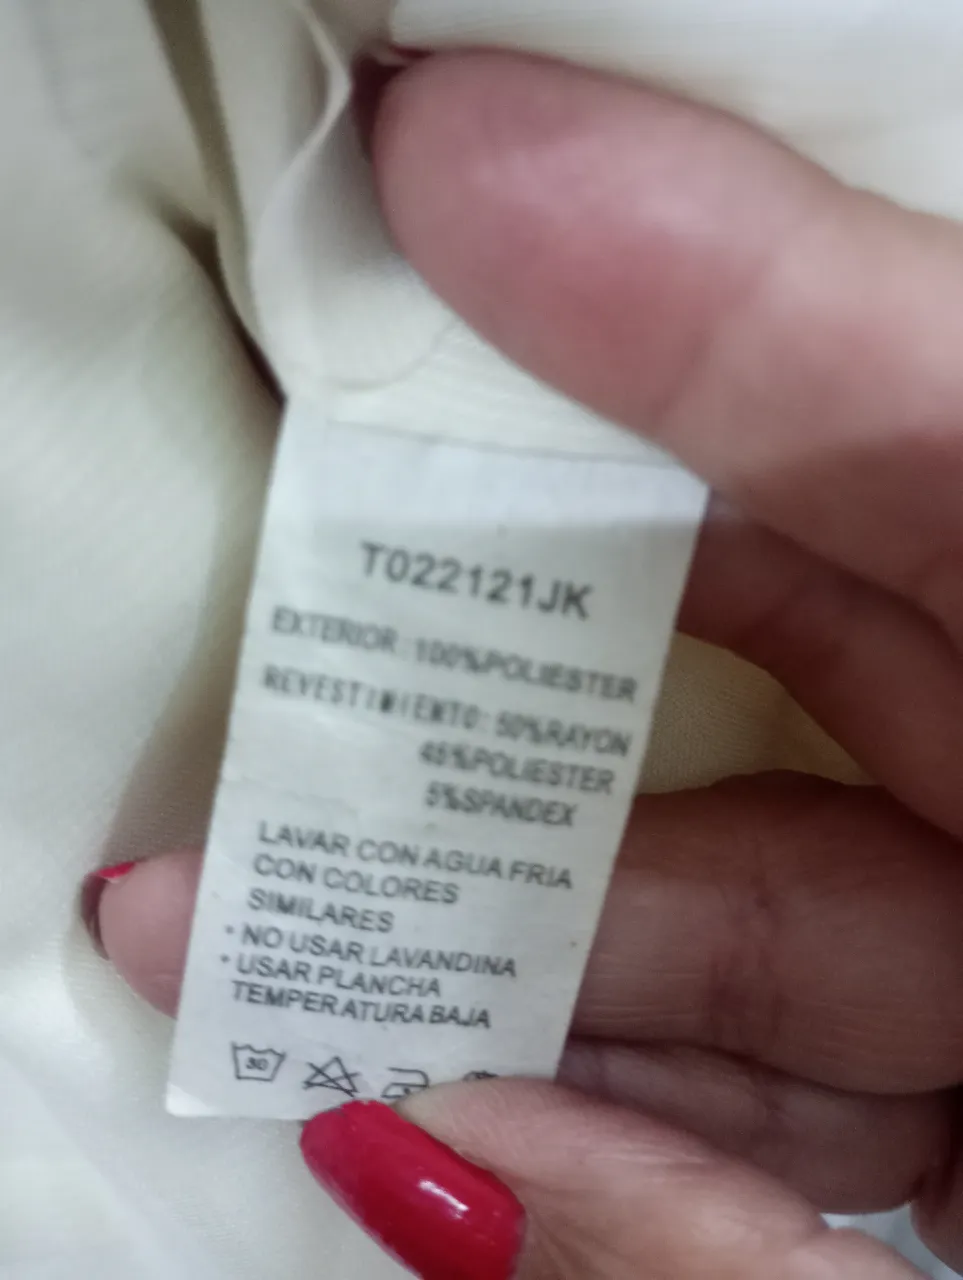 T022121JK
EXTERIOR:100%POLIESTER
REVESTIMIENTO: 50%RAYON
45%POLIESTER
5%SPANDEX
LAVAR CON AGUA FRIA
CON COLORES
SIMILARES
• NO USAR LAVANDINA
• USAR PLANCHA
TEMPERATURA BAJA
30